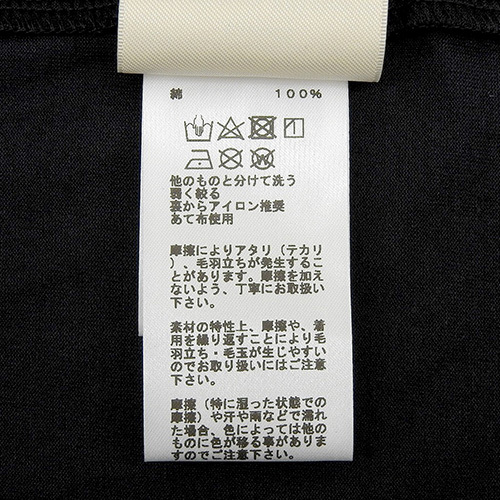 綿 100%
他のものと分けて洗う
弱く絞る
裏からアイロン推奨
あて布使用
摩擦によりアタリ（テカリ
）、毛羽立ちが発生するこ
とがあります。摩擦を加え
ないよう、丁寧にお取扱い
下さい。
素材の特性上、摩擦や、着
用を繰り返すことにより毛
羽立ち・毛玉が生じやすい
のでお取り扱いにはご注意
下さい。
摩擦（特に湿った状態での
摩擦）や汗や雨などで濡れ
た場合、色によっては他の
ものに色が移る事がありま
すのでご注意下さい。